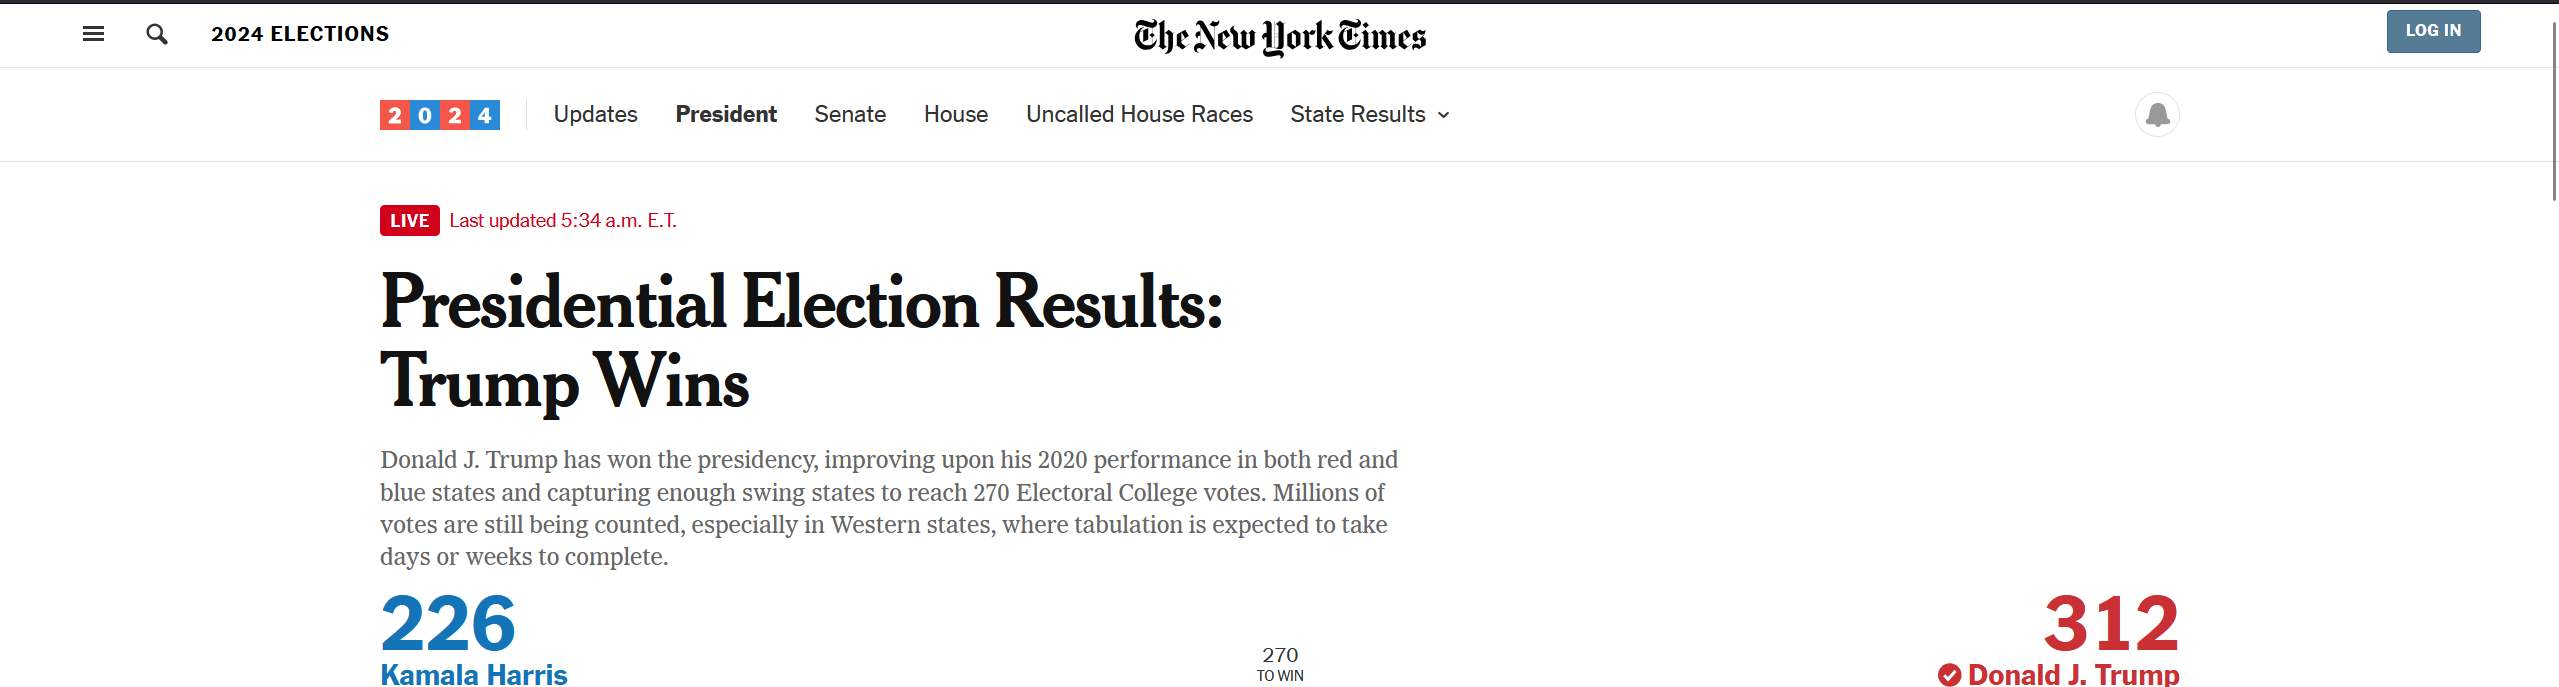 2024 ELECTIONS
The New York Times
LOG IN
2024
Updates
President
Senate
House
Uncalled House Races
State Results
LIVE Last updated 5:34 a.m. E.T.
Presidential Election Results:
Trump Wins
Donald J. Trump has won the presidency, improving upon his 2020 performance in both red and
blue states and capturing enough swing states to reach 270 Electoral College votes. Millions of
votes are still being counted, especially in Western states, where tabulation is expected to take
days or weeks to complete.
226
Kamala Harris
270
TO WIN
312
Donald J. Trump